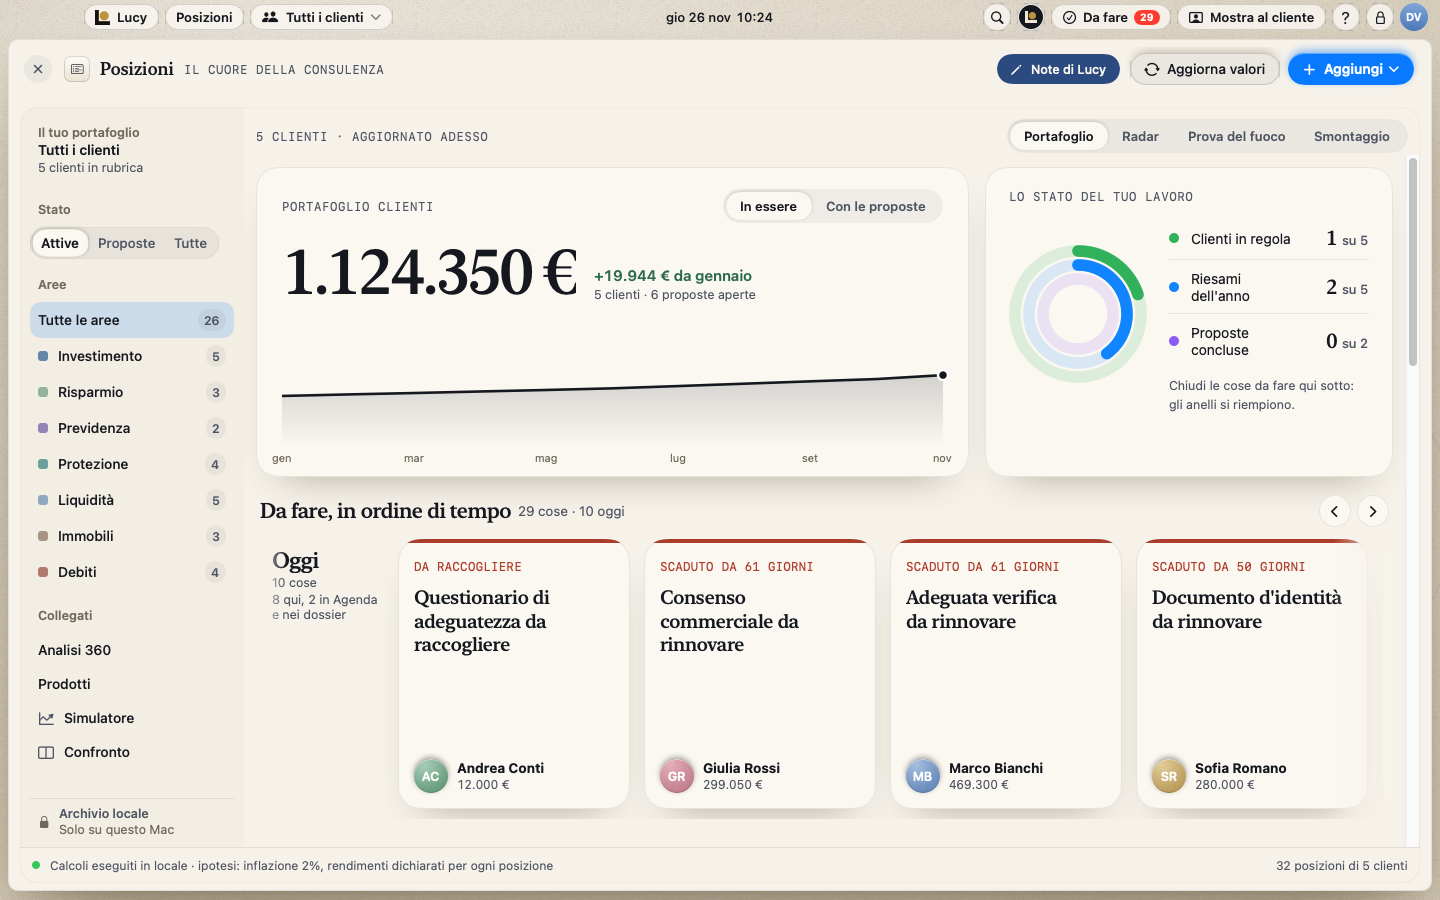 Lucy
Posizioni
Tutti i clienti
gio 26 nov 10:24
Da fare 29
Mostra al cliente
?
DV
Posizioni
IL CUORE DELLA CONSULENZA
Note di Lucy
Aggiorna valori
Aggiungi
Il tuo portafoglio
Tutti i clienti
5 clienti in rubrica
Stato
Attive
Proposte
Tutte
Aree
Tutte le aree 26
Investimento 5
Risparmio 3
Previdenza 2
Protezione 4
Liquidità 5
Immobili 3
Debiti 4
Collegati
Analisi 360
Prodotti
Simulatore
Confronto
Archivio locale
Solo su questo Mac
5 CLIENTI · AGGIORNATO ADESSO
Portafoglio
Radar
Prova del fuoco
Smontaggio
PORTAFOGLIO CLIENTI
In essere
Con le proposte
1.124.350 €
+19.944 € da gennaio
5 clienti · 6 proposte aperte
gen mar mag lug set nov
LO STATO DEL TUO LAVORO
Clienti in regola 1 su 5
Riesami
dell'anno
2 su 5
Proposte
concluse
0 su 2
Chiudi le cose da fare qui sotto:
gli anelli si riempiono.
Da fare, in ordine di tempo 29 cose · 10 oggi
Oggi
10 cose
8 qui, 2 in Agenda
e nei dossier
DA RACCOGLIERE
Questionario di
adeguatezza da
raccogliere
AC
Andrea Conti
12.000 €
SCADUTO DA 61 GIORNI
Consenso
commerciale da
rinnovare
GR
Giulia Rossi
299.050 €
SCADUTO DA 61 GIORNI
Adeguata verifica
da rinnovare
MB
Marco Bianchi
469.300 €
SCADUTO DA 50 GIORNI
Documento d'identità
da rinnovare
SR
Sofia Romano
280.000 €
Calcoli eseguiti in locale · ipotesi: inflazione 2%, rendimenti dichiarati per ogni posizione
32 posizioni di 5 clienti